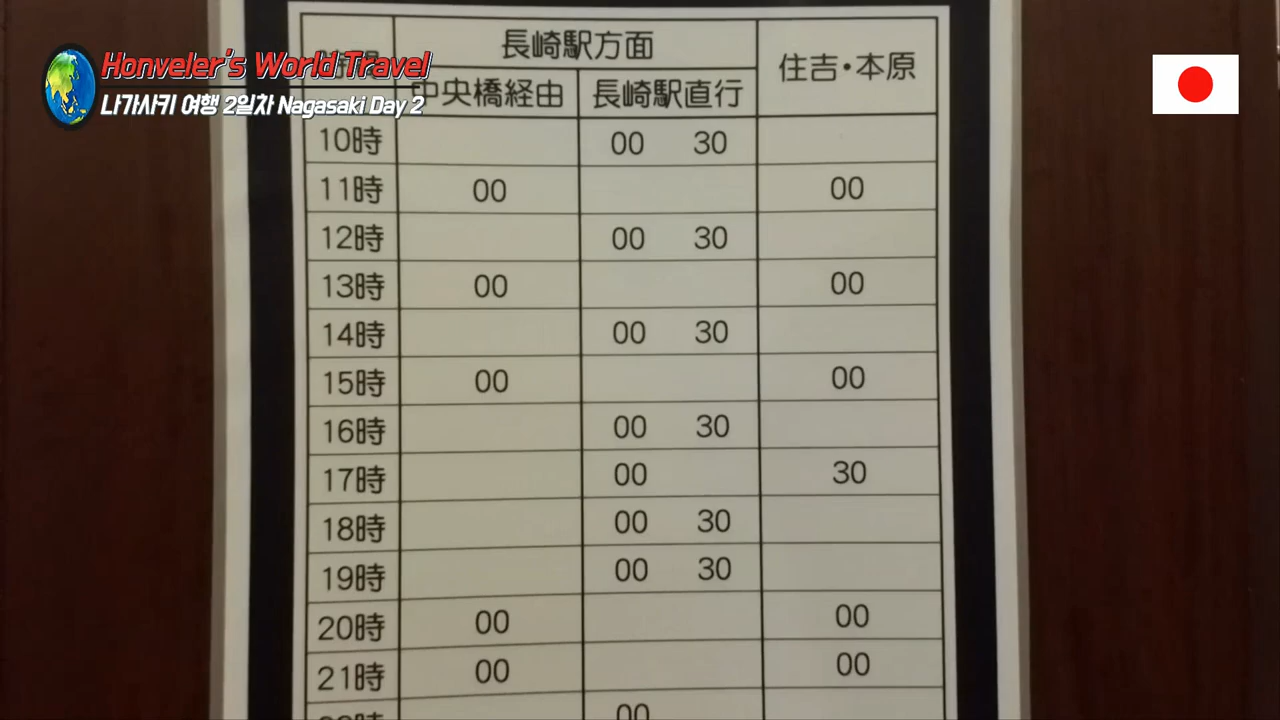 Honveler's World Travel
나가사키 여행 2일차 Nagasaki Day 2
長崎駅方面 住吉・本原
中央橋経由 長崎駅直行
10時 00 30
11時 00 00
12時 00 30
13時 00 00
14時 00 30
15時 00 00
16時 00 30
17時 00 30
18時 00 30
19時 00 30
20時 00 00
21時 00 00
00